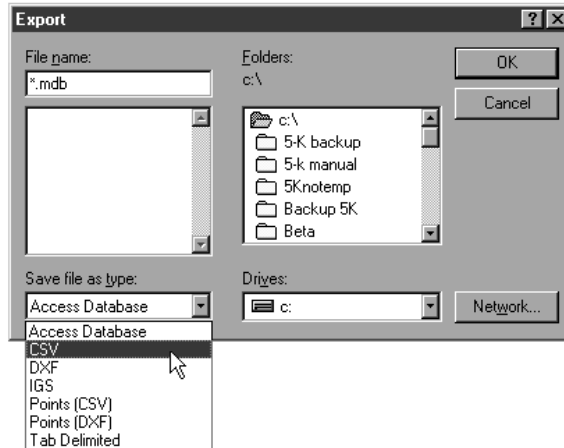 Export
File name:
*.mdb
Folders:
c:\
c:\
5-K backup
5-k manual
5Knotemp
Backup 5K
Beta
OK
Cancel
Save file as type:
Access Database
Access Database
CSV
DXF
IGS
Points (CSV)
Points (DXF)
Tab Delimited
Drives:
c:
Network...